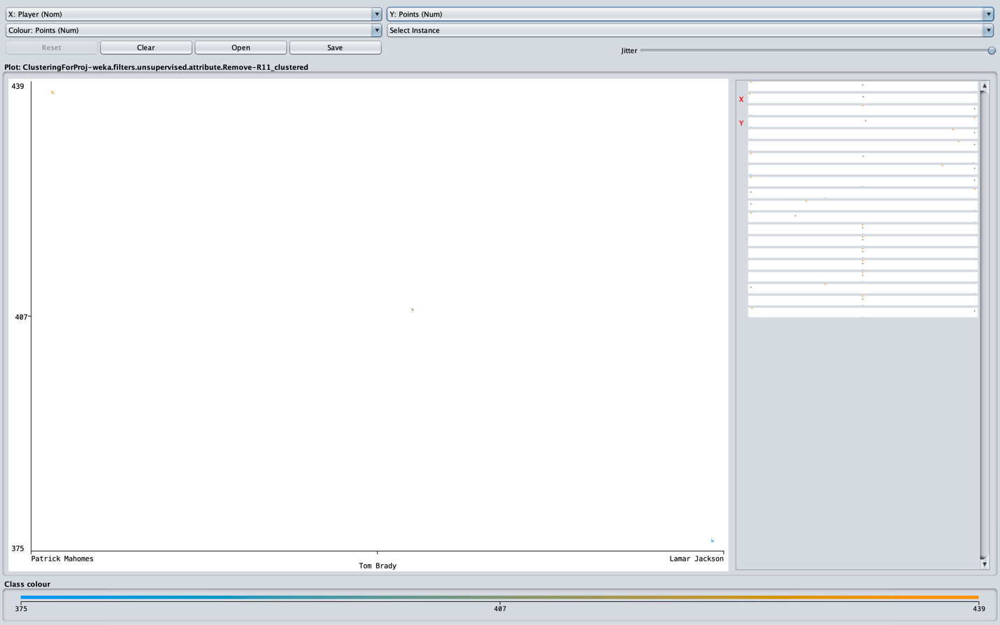 X: Player (Nom)
Y: Points (Num)
Colour: Points (Num)
Select Instance
Reset
Clear
Open
Save
Jitter
Plot: ClusteringForProj-weka.filters.unsupervised.attribute.Remove-R11_clustered
439
407
375
Patrick Mahomes
Tom Brady
Lamar Jackson
X
Y
Class colour
375
407
439